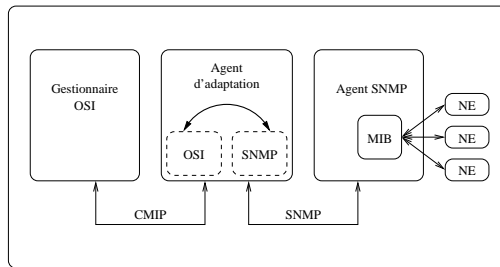 Gestionnaire
OSI
Agent
d'adaptation
OSI
SNMP
Agent SNMP
MIB
NE
NE
NE
CMIP
SNMP